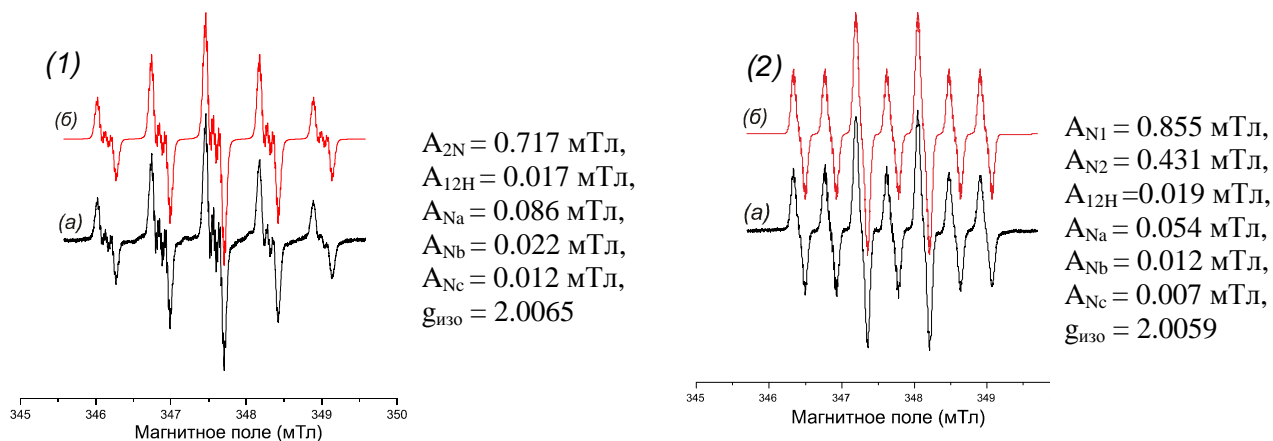 (1)
(б)
(a)
A2N = 0.717 мТл,
A12H = 0.017 мТл,
ANa = 0.086 мТл,
ANb = 0.022 мТл,
ANc = 0.012 мТл,
gизо = 2.0065
345 346 347 348 349 350
Магнитное поле (мТл)
(2)
(б)
(a)
AN1 = 0.855 мТл,
AN2 = 0.431 мТл,
A12H =0.019 мТл,
ANa = 0.054 мТл,
ANb = 0.012 мТл,
ANc = 0.007 мТл,
gизо = 2.0059
345 346 347 348 349
Магнитное поле (мТл)